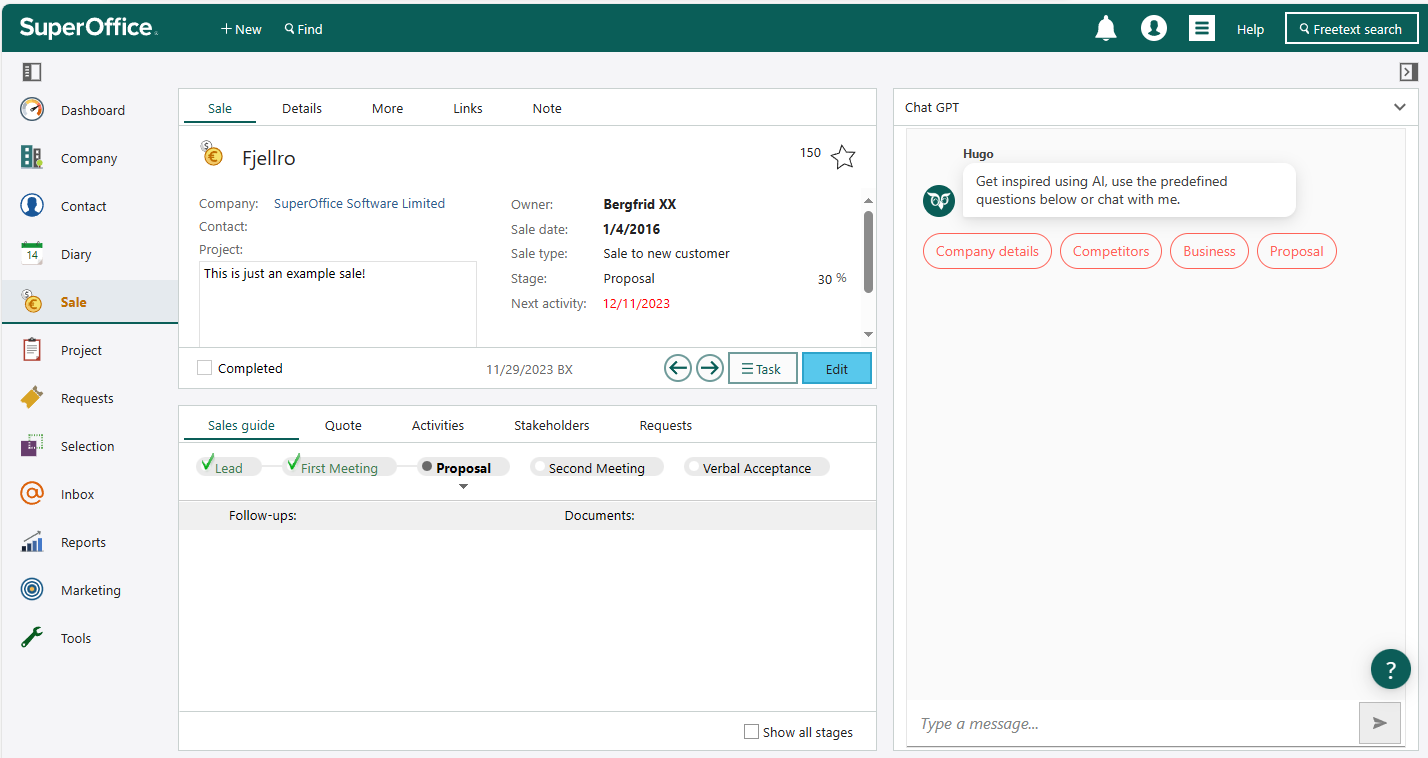 SuperOffice.
+ New
Find
Help
Freetext search
Dashboard
Company
Contact
Diary
14
Sale
Project
Requests
Selection
Inbox
Reports
Marketing
Tools
Sale Details More Links Note
Fjellro
150
Company: SuperOffice Software Limited
Contact:
Project:
This is just an example sale!
Owner: Bergfrid XX
Sale date: 1/4/2016
Sale type: Sale to new customer
Stage: Proposal 30 %
Next activity: 12/11/2023
Completed
11/29/2023 BX
Task
Edit
Sales guide Quote Activities Stakeholders Requests
Lead First Meeting Proposal Second Meeting Verbal Acceptance
Follow-ups: Documents:
Show all stages
Chat GPT
Hugo
Get inspired using AI, use the predefined
questions below or chat with me.
Company details Competitors Business Proposal
?
Type a message...